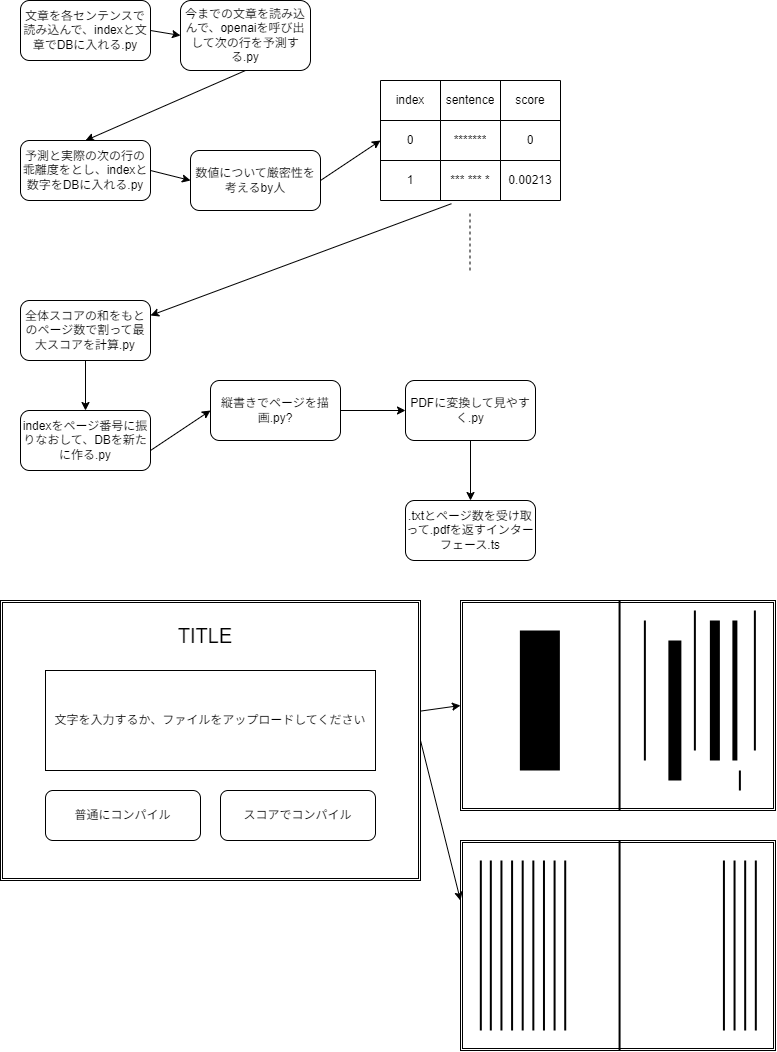 文章を各センテンスで
読み込んで、indexと文
章でDBに入れる.py
今までの文章を読み込
んで、openaiを呼び出
して次の行を予測す
る.py
予測と実際の次の行の
乖離度をとし、indexと
数字をDBに入れる.py
数値について厳密性を
考えるby人
index sentence score
0 ******* 0
1 *** *** * 0.00213
全体スコアの和をもと
のページ数で割って最
大スコアを計算.py
indexをページ番号に振
りなおして、DBを新た
に作る.py
縦書きでページを描
画.py?
PDFに変換して見やす
く.py
.txtとページ数を受け取
って.pdfを返すインター
フェース.ts
TITLE
文字を入力するか、ファイルをアップロードしてください
普通にコンパイル
スコアでコンパイル